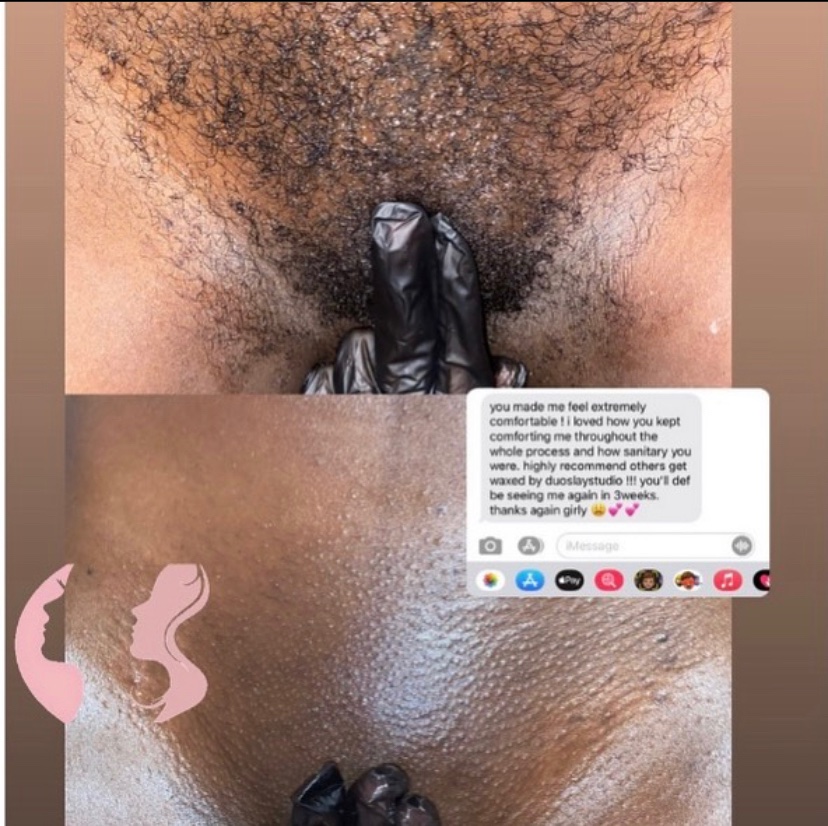 you made me feel extremely
comfortable ! i loved how you kept
comforting me throughout the
whole process and how sanitary you
were. highly recommend others get
waxed by duoslaystudio !!! you'll def
be seeing me again in 3weeks.
thanks again girly 😩💕💕
iMessage
Pay